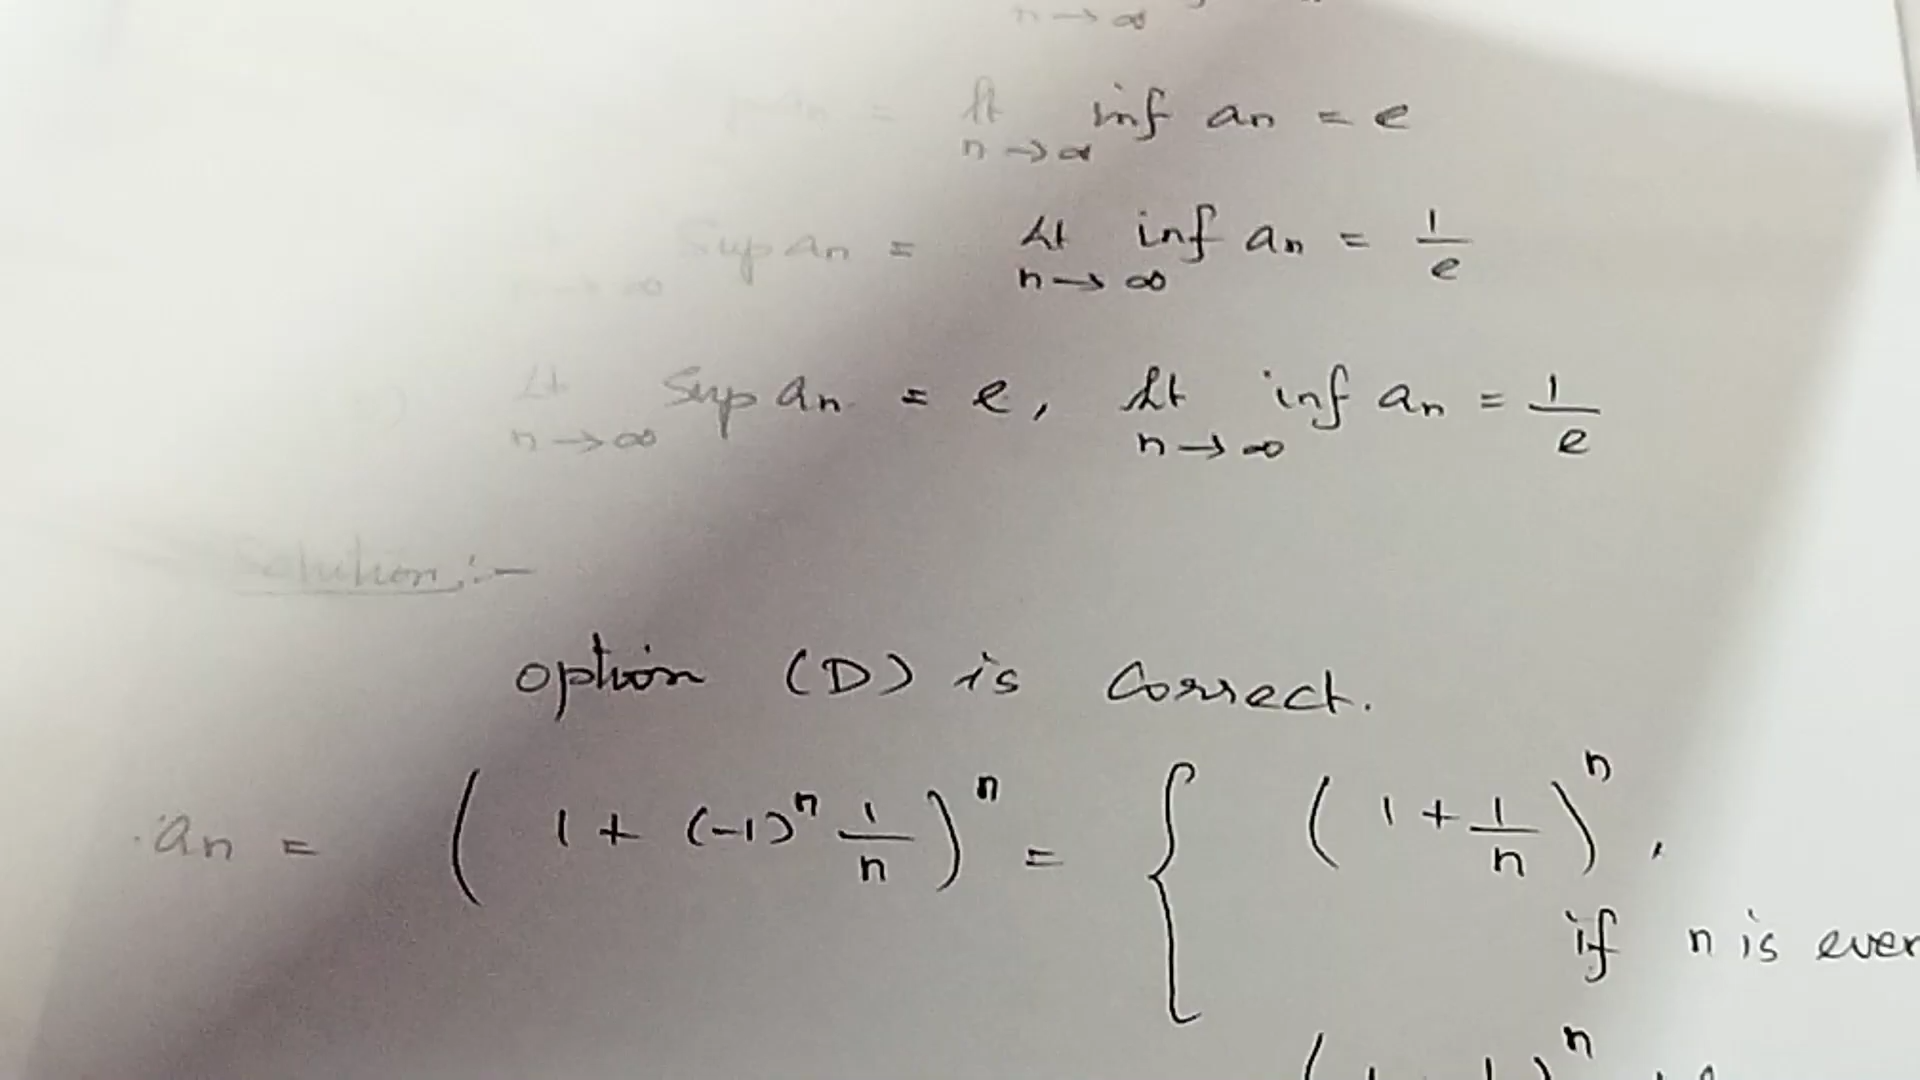 n → ∞
= lt inf an = e
n → ∞
Sup an = Lt inf an = 1/e
n → ∞ n → ∞
Lt Sup an = e, Lt inf an = 1/e
n → ∞ n → ∞
Solution :-
option (D) is correct.
an = ( 1 + (-1)^n 1/n )^n = { ( 1 + 1/n )^n ,
if n is even